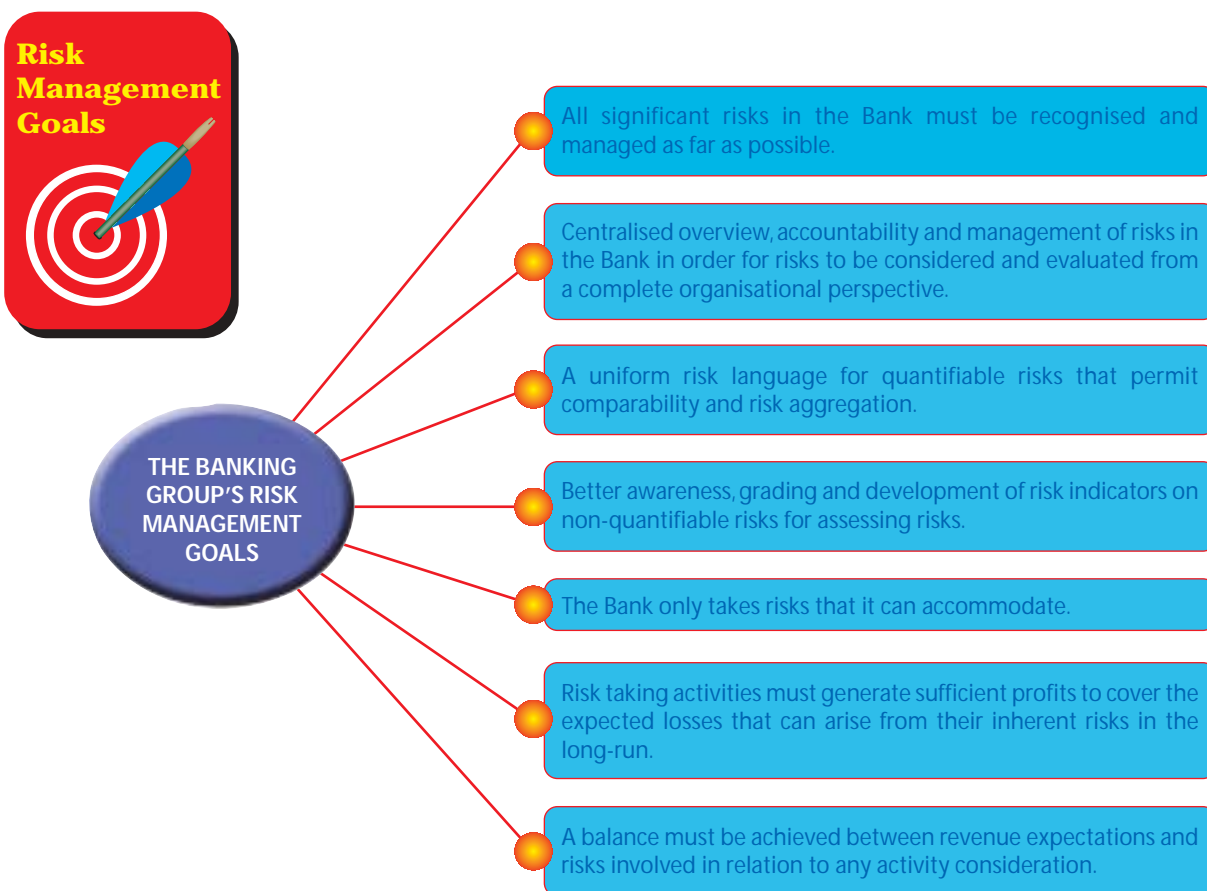 Risk
Management
Goals
All significant risks in the Bank must be recognised and
managed as far as possible.
Centralised overview, accountability and management of risks in
the Bank in order for risks to be considered and evaluated from
a complete organisational perspective.
A uniform risk language for quantifiable risks that permit
comparability and risk aggregation.
THE BANKING
GROUP'S RISK
MANAGEMENT
GOALS
Better awareness, grading and development of risk indicators on
non-quantifiable risks for assessing risks.
The Bank only takes risks that it can accommodate.
Risk taking activities must generate sufficient profits to cover the
expected losses that can arise from their inherent risks in the
long-run.
A balance must be achieved between revenue expectations and
risks involved in relation to any activity consideration.